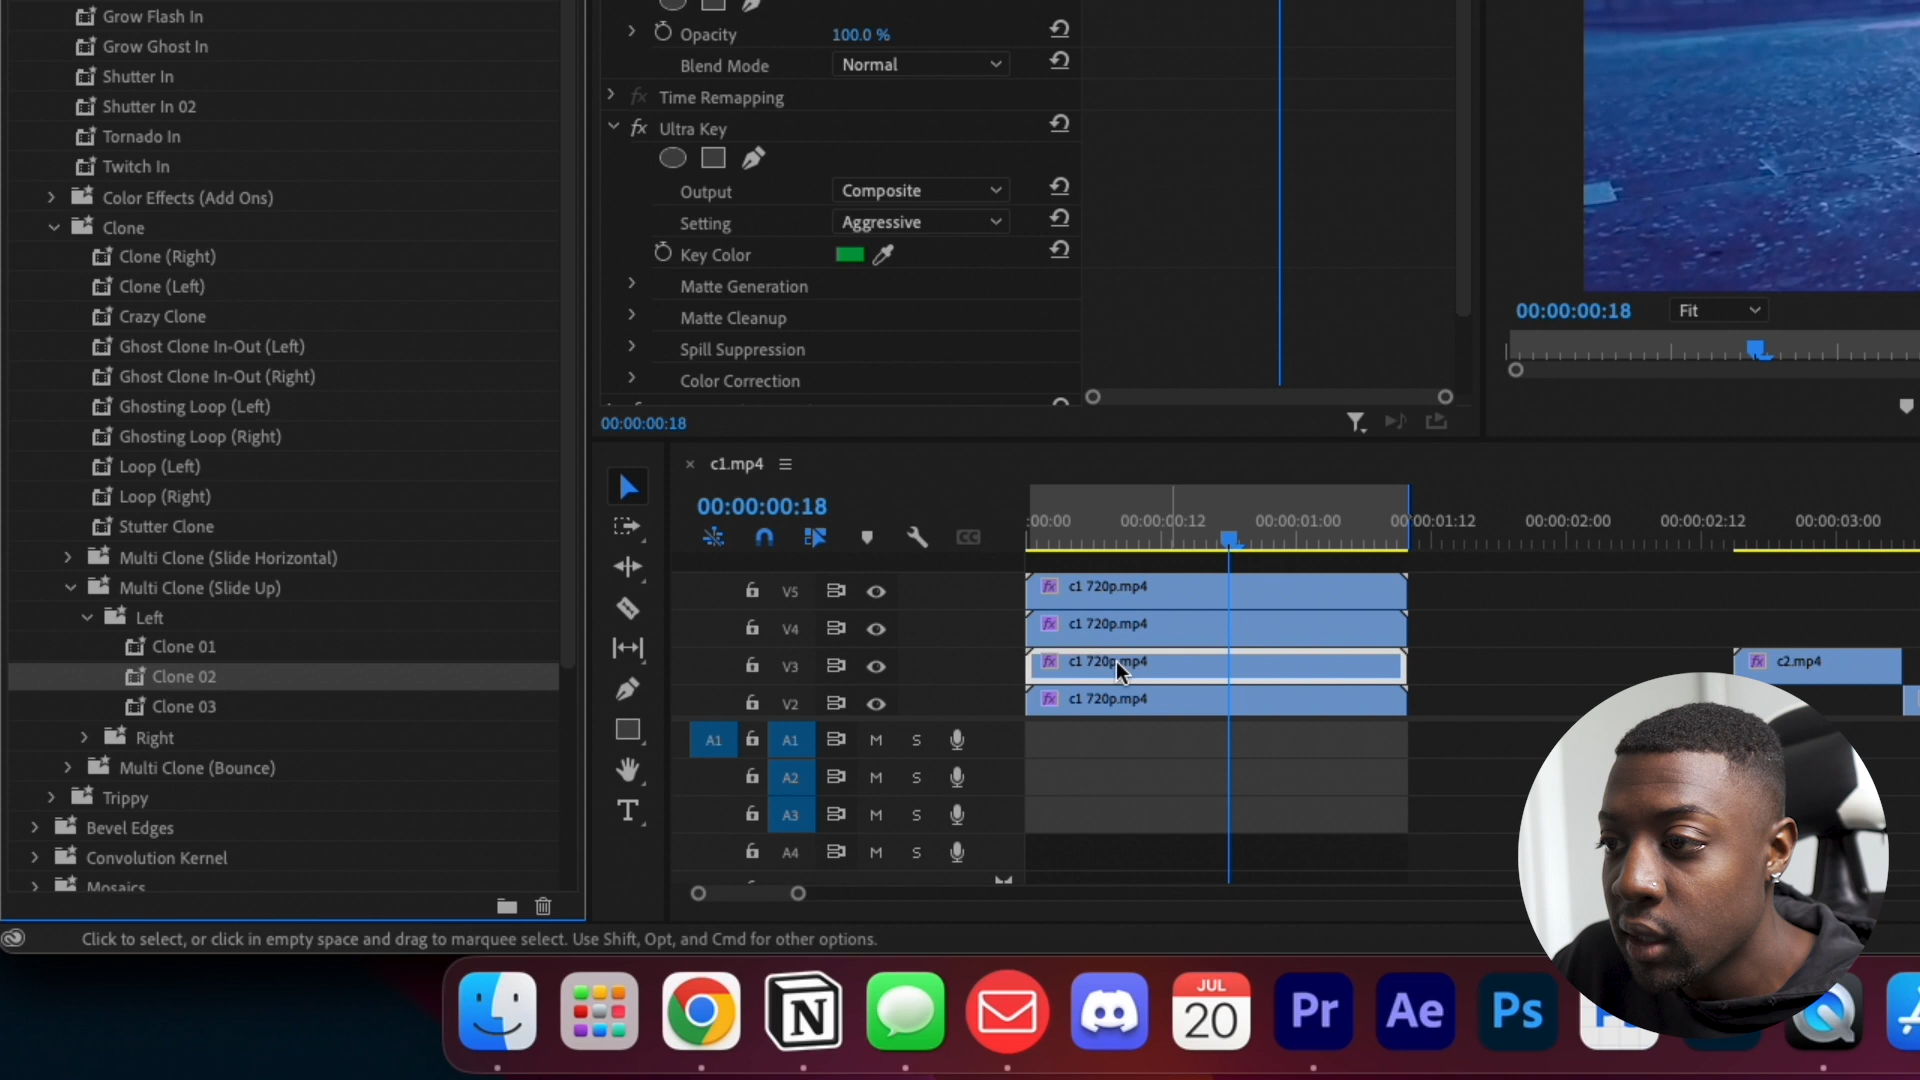 Grow Flash In
Grow Ghost In
Shutter In
Shutter In 02
Tornado In
Twitch In
Color Effects (Add Ons)
Clone
Clone (Right)
Clone (Left)
Crazy Clone
Ghost Clone In-Out (Left)
Ghost Clone In-Out (Right)
Ghosting Loop (Left)
Ghosting Loop (Right)
Loop (Left)
Loop (Right)
Stutter Clone
Multi Clone (Slide Horizontal)
Multi Clone (Slide Up)
Left
Clone 01
Clone 02
Clone 03
Right
Multi Clone (Bounce)
Trippy
Bevel Edges
Convolution Kernel
Mosaics
Opacity 100.0 %
Blend Mode Normal
fx Time Remapping
fx Ultra Key
Output Composite
Setting Aggressive
Key Color
Matte Generation
Matte Cleanup
Spill Suppression
Color Correction
00:00:00:18
00:00:00:18 Fit
× c1.mp4
00:00:00:18
CC
:00:00 00:00:00:12 00:00:01:00 00:00:01:12 00:00:02:00 00:00:02:12 00:00:03:00
V5 fx c1 720p.mp4
V4 fx c1 720p.mp4
V3 fx c1 720p.mp4 fx c2.mp4
V2 fx c1 720p.mp4
A1 A1 M S
A2 M S
A3 M S
A4 M S
Click to select, or click in empty space and drag to marquee select. Use Shift, Opt, and Cmd for other options.
JUL
20
Pr
Ae
Ps